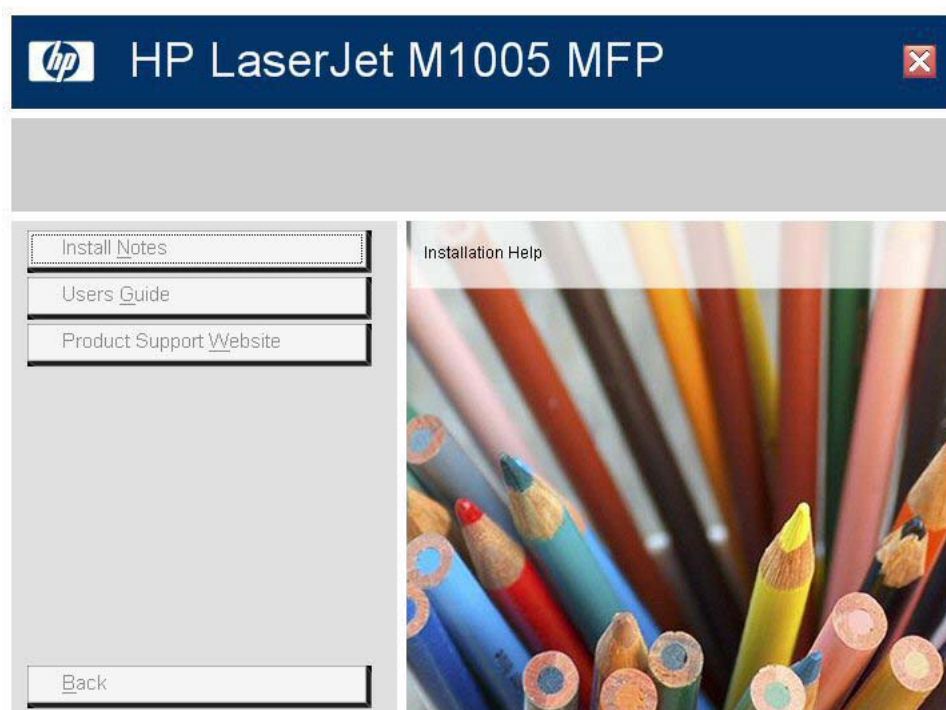 hp HP LaserJet M1005 MFP
Install Notes
Installation Help
Users Guide
Product Support Website
Back